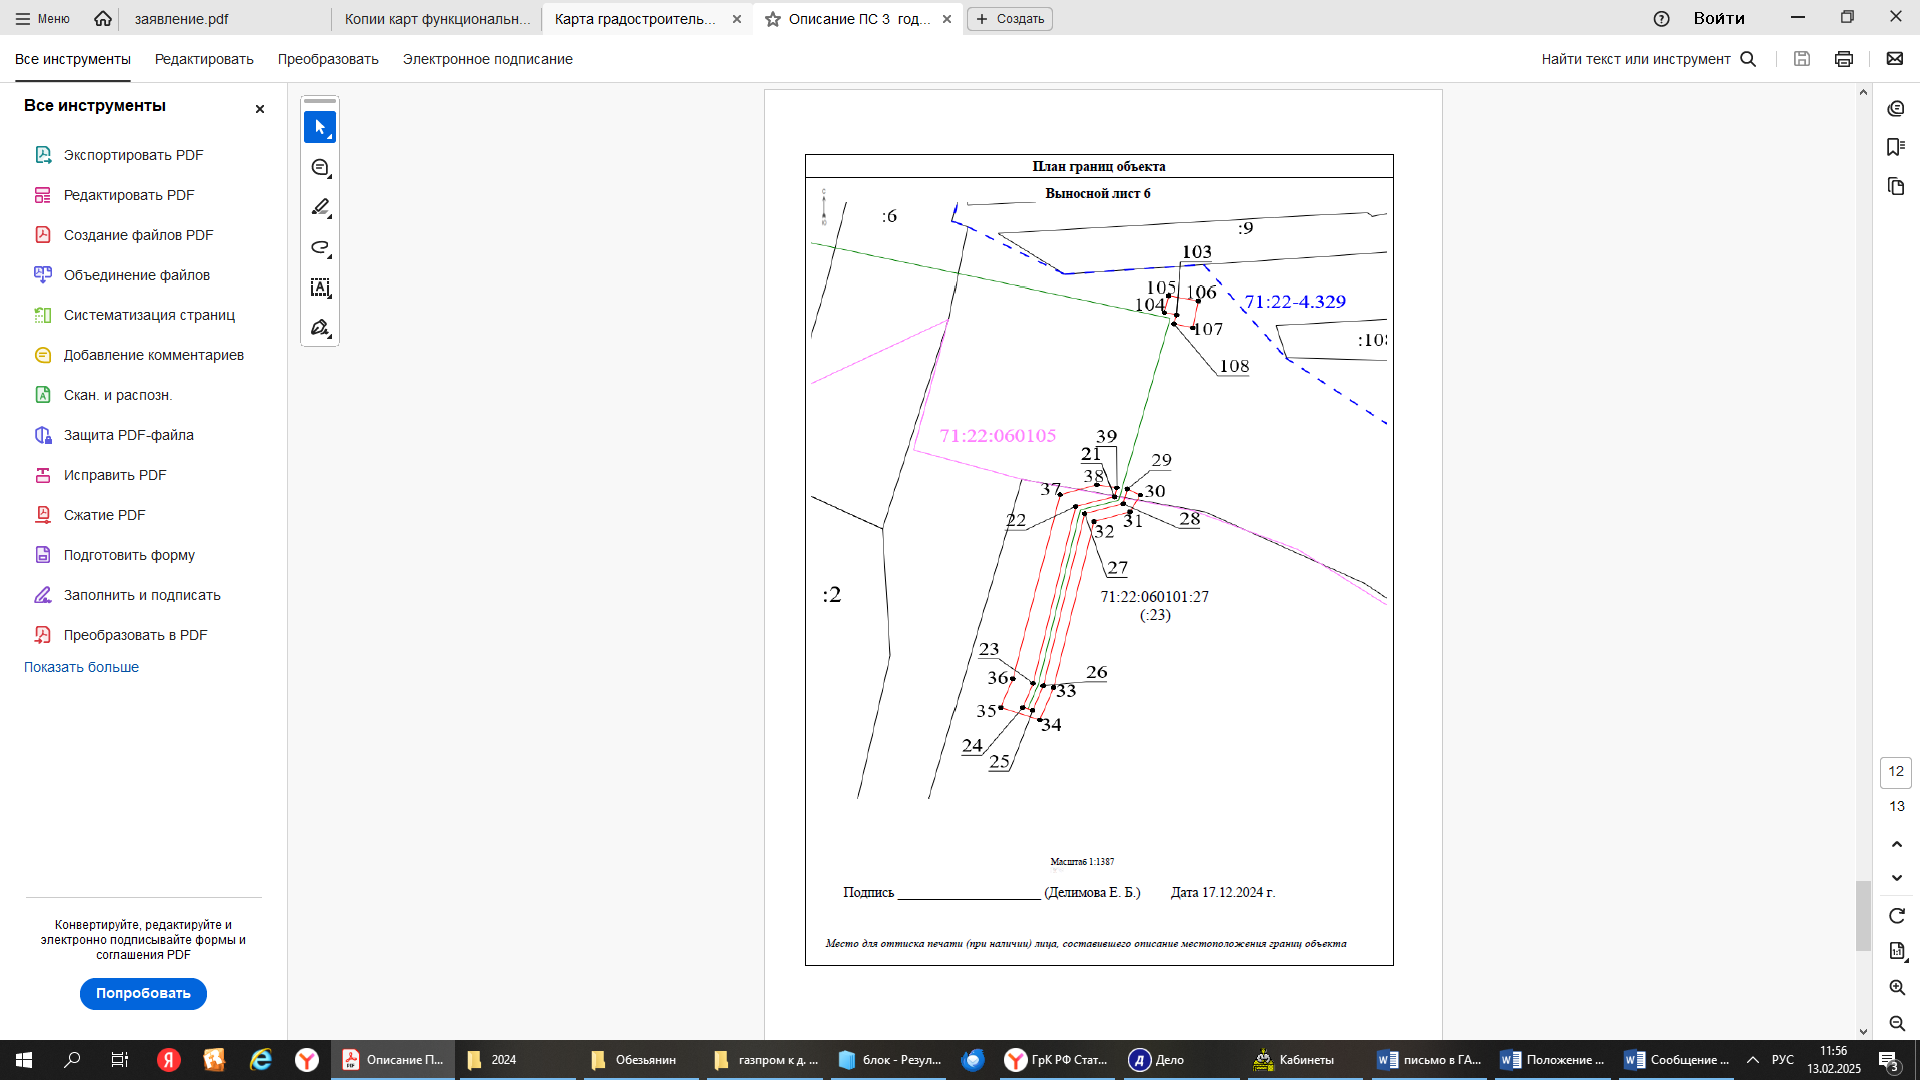 Меню
заявление.pdf
Копии карт функциональн...
Карта градостроитель...
Описание ПС 3 год...
Создать
Войти
Все инструменты
Редактировать
Преобразовать
Электронное подписание
Найти текст или инструмент
Все инструменты
Экспортировать PDF
Редактировать PDF
Создание файлов PDF
Объединение файлов
Систематизация страниц
Добавление комментариев
Скан. и распозн.
Защита PDF-файла
Исправить PDF
Сжатие PDF
Подготовить форму
Заполнить и подписать
Преобразовать в PDF
Показать больше
Конвертируйте, редактируйте и
электронно подписывайте формы и
соглашения PDF
Попробовать
План границ объекта
Выносной лист 6
С
Ю
:6
:9
103
105
106
104
71:22-4.329
107
:108
108
71:22:060105
39
21
29
38
37
30
22
31
28
32
27
:2
71:22:060101:27
(:23)
23
36
26
33
35
34
24
25
Масштаб 1:1387
Подпись ____________________ (Делимова Е. Б.) Дата 17.12.2024 г.
Место для оттиска печати (при наличии) лица, составившего описание местоположения границ объекта
12
13
1:1
Описание П...
2024
Обезьянин
газпром к д. ...
блок - Резул...
ГрК РФ Стат...
Дело
Кабинеты
письмо в ГА...
Положение ...
Сообщение ...
РУС
11:56
13.02.2025
3